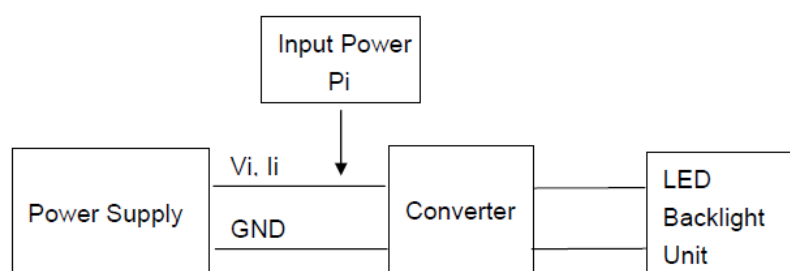 Input Power
Pi
Vi, Ii
Power Supply
GND
Converter
LED
Backlight
Unit